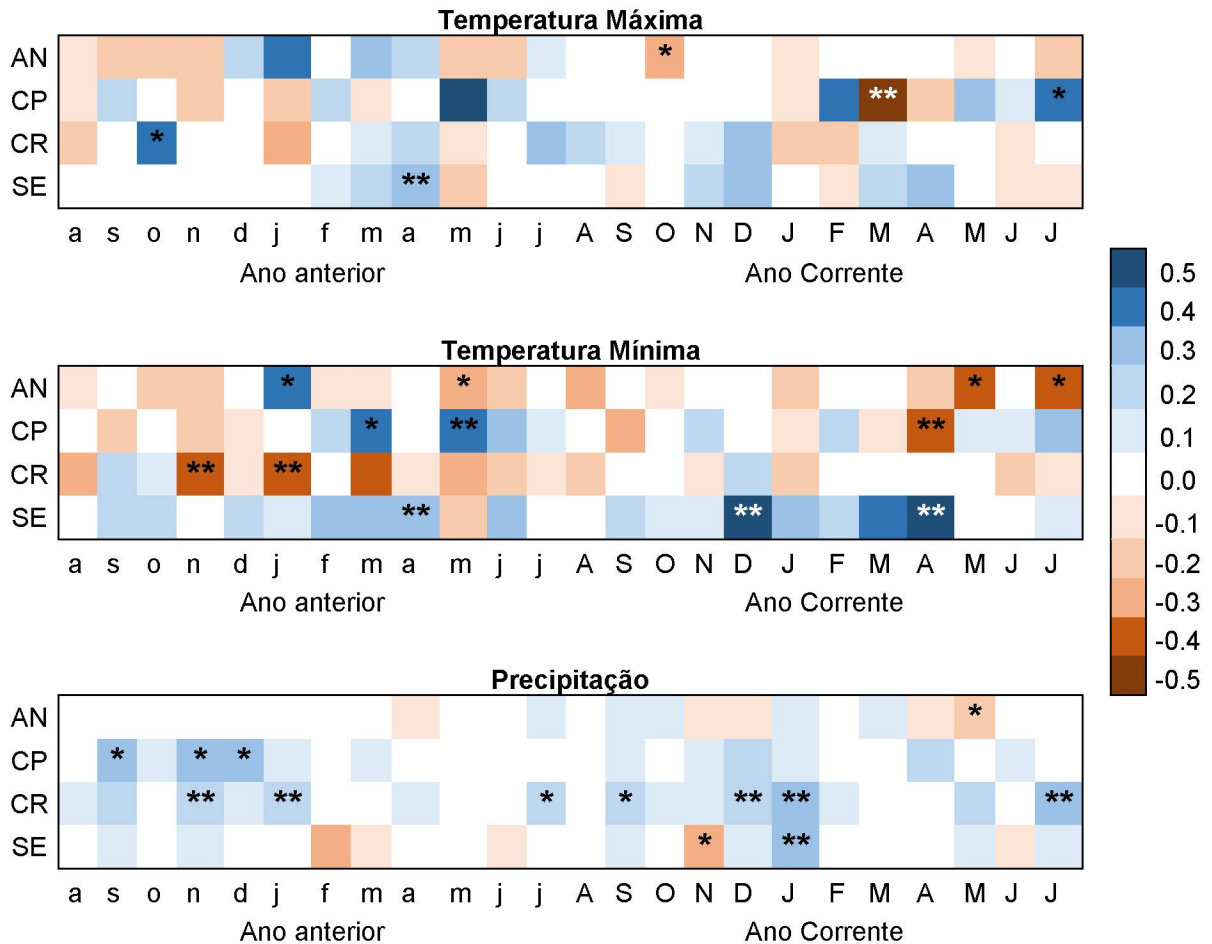 Temperatura Máxima
AN *
CP ** *
CR *
SE **
a s o n d j f m a m j j A S O N D J F M A M J J
Ano anterior Ano Corrente
Temperatura Mínima
AN * * * *
CP * ** **
CR ** **
SE ** ** **
a s o n d j f m a m j j A S O N D J F M A M J J
Ano anterior Ano Corrente
Precipitação
AN *
CP * * *
CR ** ** * * ** ** **
SE * **
a s o n d j f m a m j j A S O N D J F M A M J J
Ano anterior Ano Corrente
0.5
0.4
0.3
0.2
0.1
0.0
-0.1
-0.2
-0.3
-0.4
-0.5